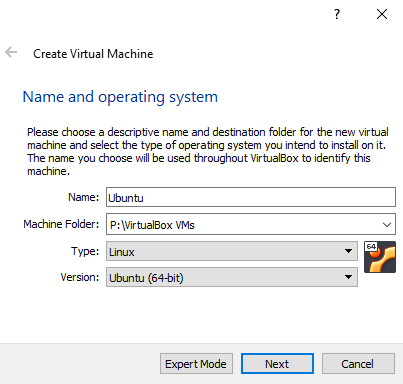 ?
Create Virtual Machine
Name and operating system
Please choose a descriptive name and destination folder for the new virtual
machine and select the type of operating system you intend to install on it.
The name you choose will be used throughout VirtualBox to identify this
machine.
Name: Ubuntu
Machine Folder: P:\VirtualBox VMs
Type: Linux
64
Version: Ubuntu (64-bit)
Expert Mode Next Cancel